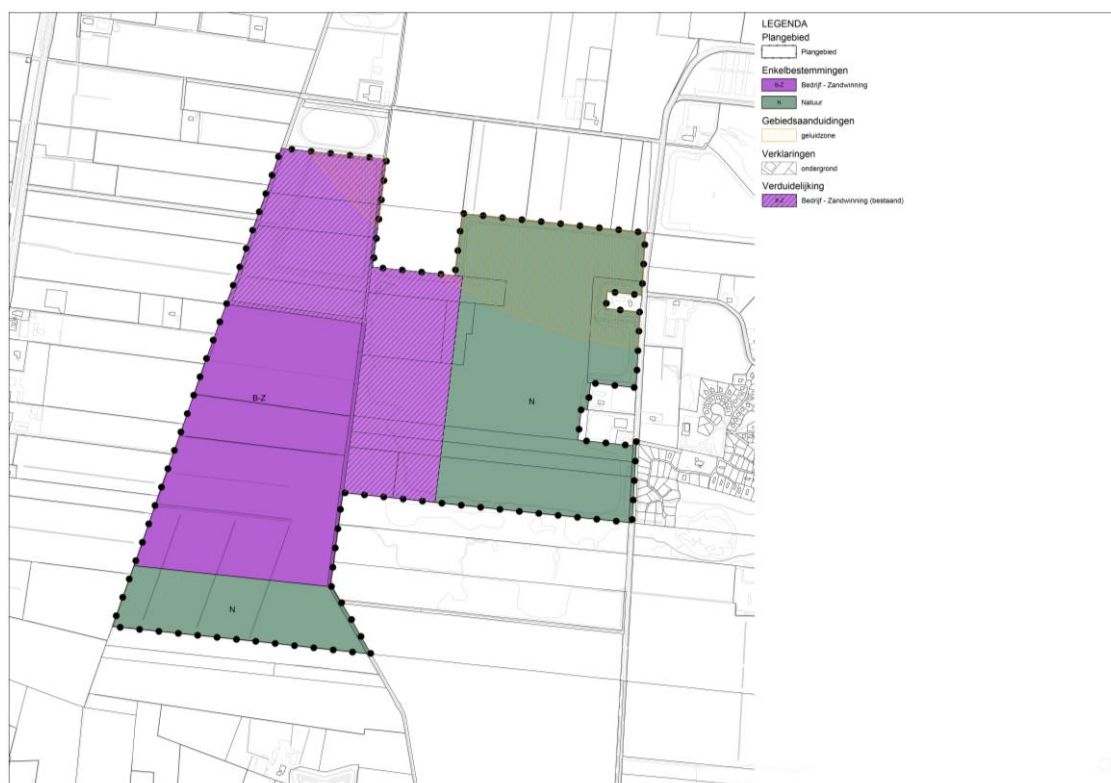 LEGENDA
Plangebied
Plangebied
Enkelbestemmingen
B-Z Bedrijf - Zandwinning
N Natuur
Gebiedsaanduidingen
geluidzone
Verklaringen
ondergrond
Verduidelijking
B-Z Bedrijf - Zandwinning (bestaand)
B-Z
N
N